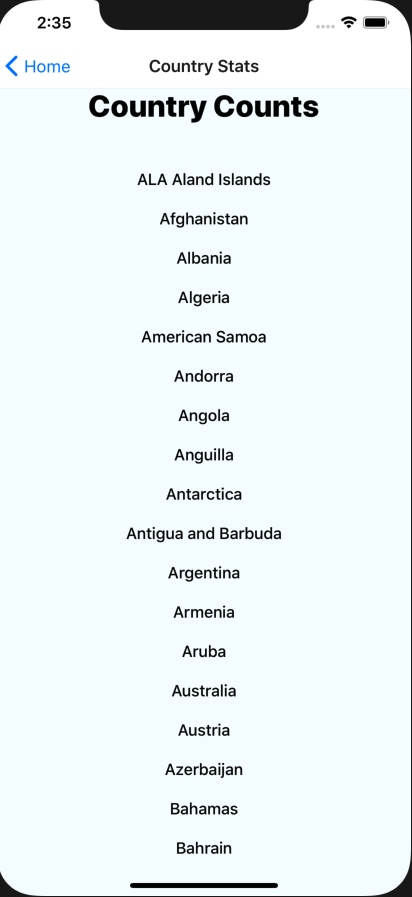 2:35
Home
Country Stats
Country Counts
ALA Aland Islands
Afghanistan
Albania
Algeria
American Samoa
Andorra
Angola
Anguilla
Antarctica
Antigua and Barbuda
Argentina
Armenia
Aruba
Australia
Austria
Azerbaijan
Bahamas
Bahrain